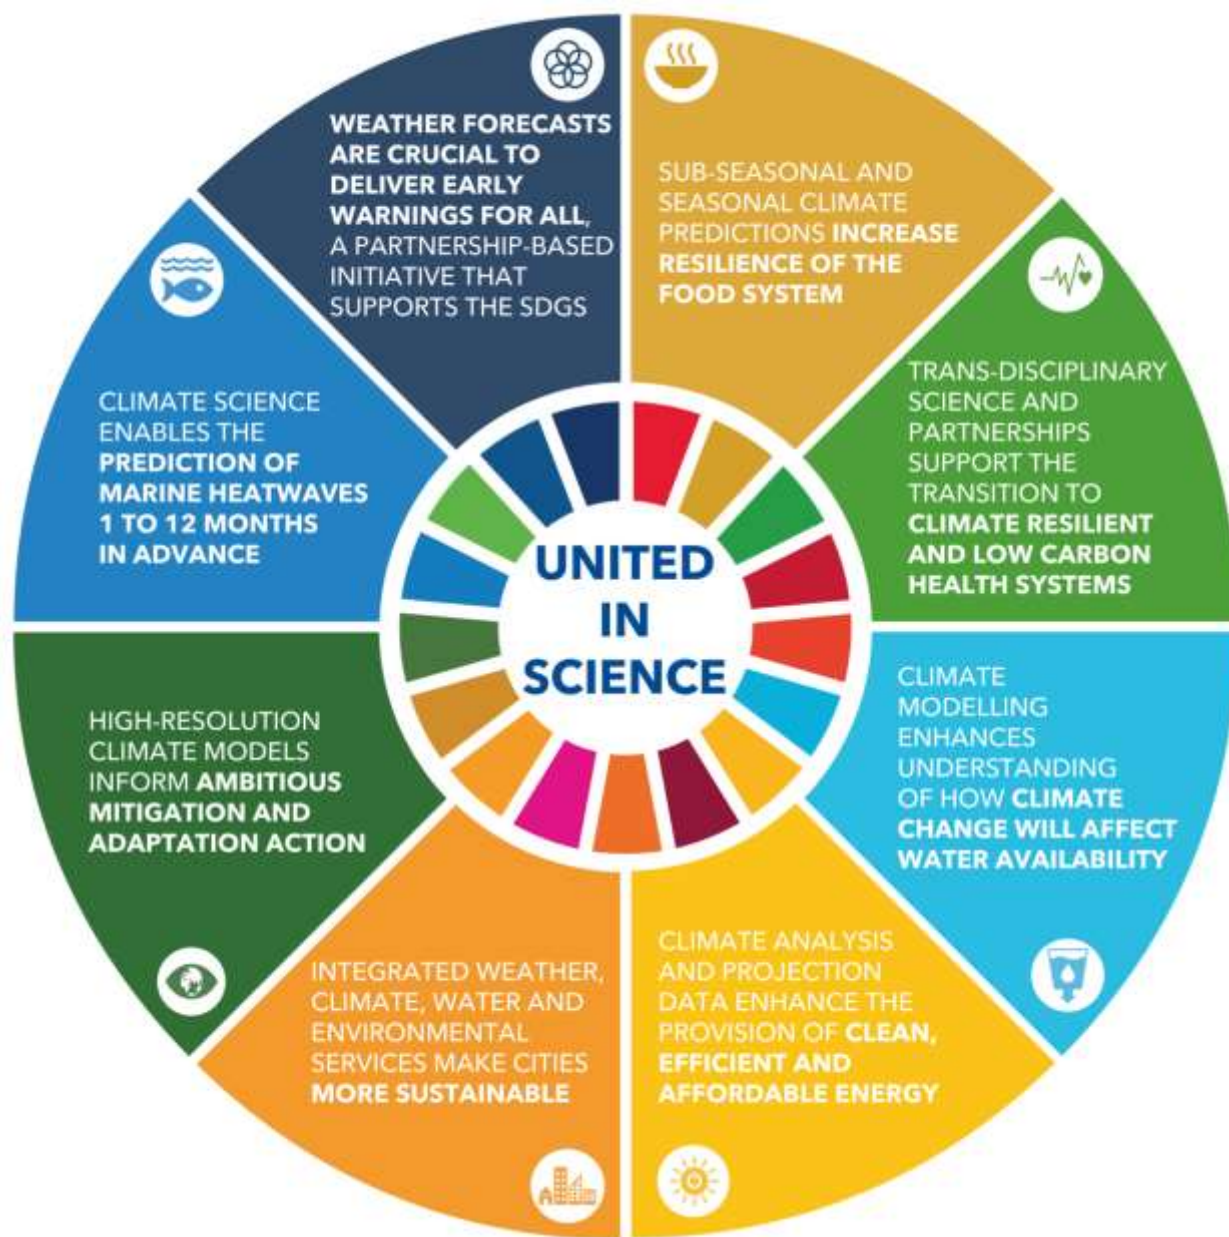 WEATHER FORECASTS
ARE CRUCIAL TO
DELIVER EARLY
WARNINGS FOR ALL,
A PARTNERSHIP-BASED
INITIATIVE THAT
SUPPORTS THE SDGS
SUB-SEASONAL AND
SEASONAL CLIMATE
PREDICTIONS INCREASE
RESILIENCE OF THE
FOOD SYSTEM
TRANS-DISCIPLINARY
SCIENCE AND
PARTNERSHIPS
SUPPORT THE
TRANSITION TO
CLIMATE RESILIENT
AND LOW CARBON
HEALTH SYSTEMS
CLIMATE
MODELLING
ENHANCES
UNDERSTANDING
OF HOW CLIMATE
CHANGE WILL AFFECT
WATER AVAILABILITY
CLIMATE ANALYSIS
AND PROJECTION
DATA ENHANCE THE
PROVISION OF CLEAN,
EFFICIENT AND
AFFORDABLE ENERGY
INTEGRATED WEATHER,
CLIMATE, WATER AND
ENVIRONMENTAL
SERVICES MAKE CITIES
MORE SUSTAINABLE
HIGH-RESOLUTION
CLIMATE MODELS
INFORM AMBITIOUS
MITIGATION AND
ADAPTATION ACTION
CLIMATE SCIENCE
ENABLES THE
PREDICTION OF
MARINE HEATWAVES
1 TO 12 MONTHS
IN ADVANCE
UNITED
IN
SCIENCE